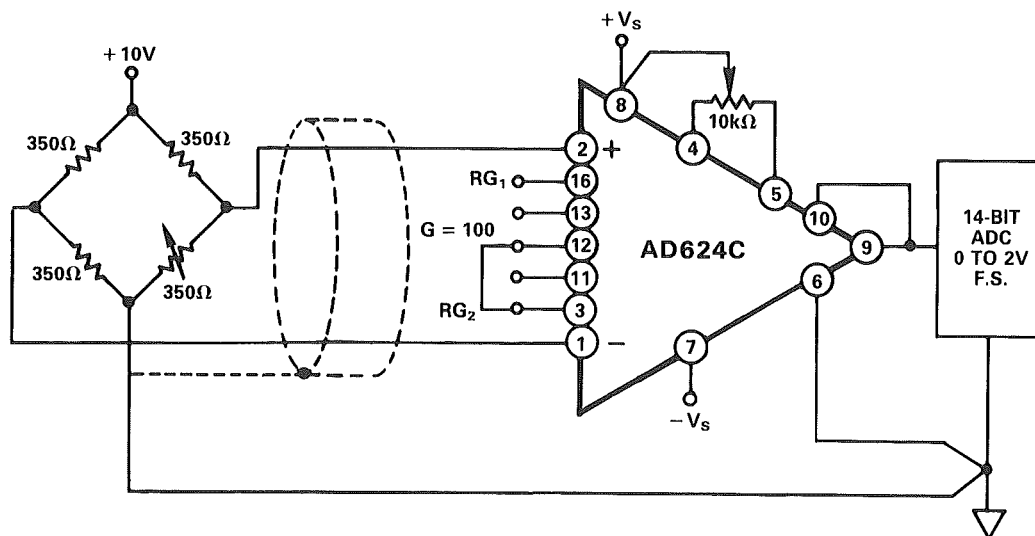 +10V
350Ω
350Ω
350Ω
350Ω
RG1
G = 100
RG2
2
+
16
13
12
11
3
1
−
+VS
8
10kΩ
4
5
10
9
6
7
−VS
AD624C
14-BIT
ADC
0 TO 2V
F.S.